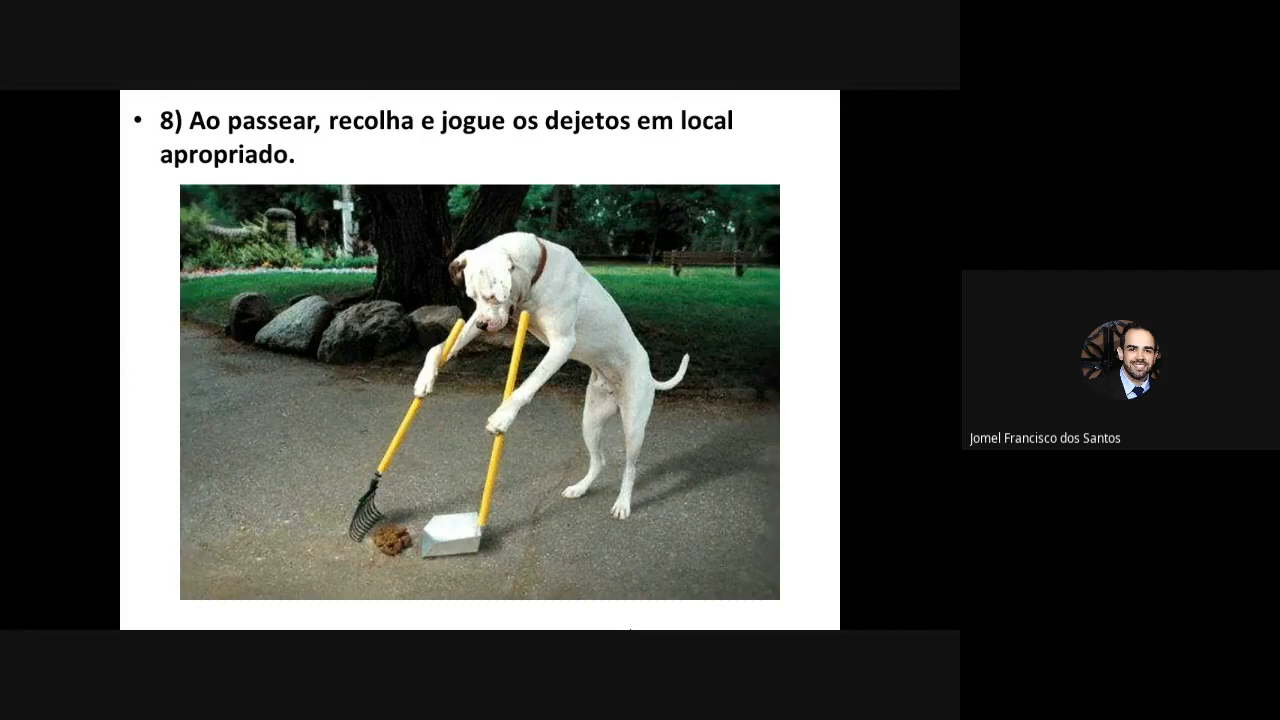 • 8) Ao passear, recolha e jogue os dejetos em local
apropriado.
Jomel Francisco dos Santos